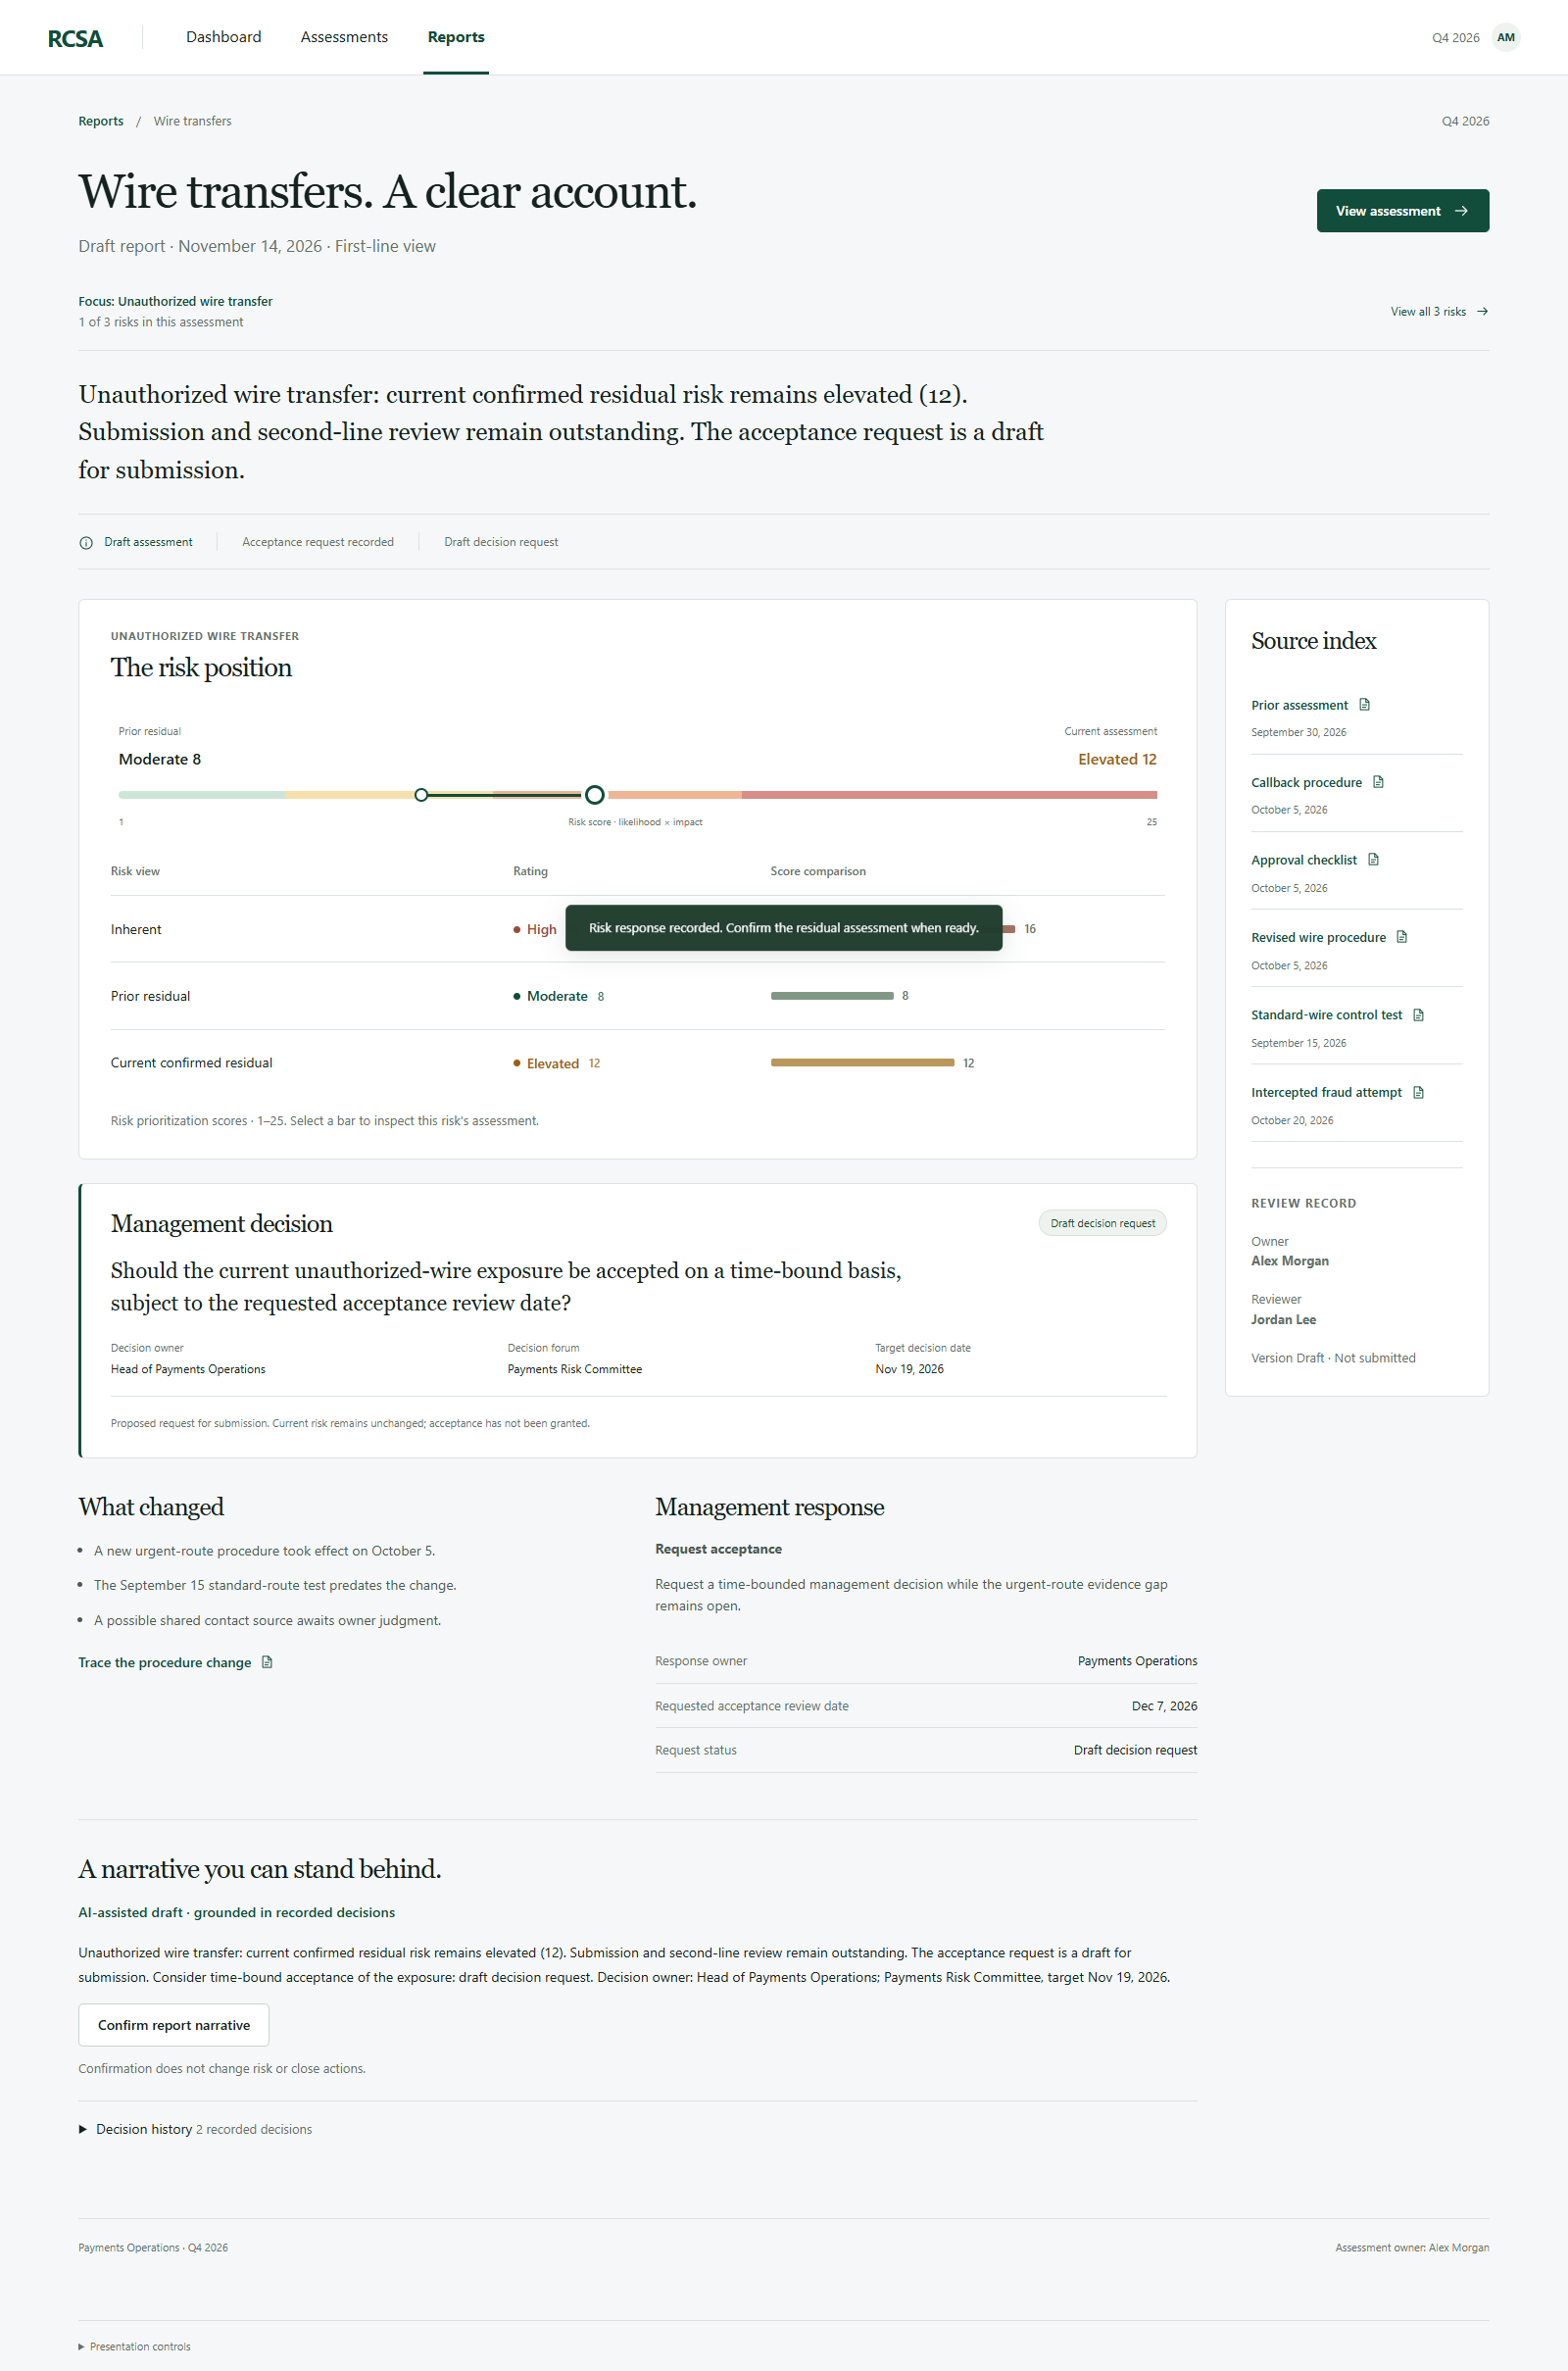 RCSA
Dashboard
Assessments
Reports
Q4 2026
AM
Reports / Wire transfers
Q4 2026
Wire transfers. A clear account.
View assessment →
Draft report · November 14, 2026 · First-line view
Focus: Unauthorized wire transfer
1 of 3 risks in this assessment
View all 3 risks →
Unauthorized wire transfer: current confirmed residual risk remains elevated (12).
Submission and second-line review remain outstanding. The acceptance request is a draft
for submission.
Draft assessment
Acceptance request recorded
Draft decision request
UNAUTHORIZED WIRE TRANSFER
The risk position
Prior residual
Current assessment
Moderate 8
Elevated 12
1
Risk score · likelihood × impact
25
Risk view
Rating
Score comparison
Inherent
High
Risk response recorded. Confirm the residual assessment when ready.
16
Prior residual
Moderate 8
8
Current confirmed residual
Elevated 12
12
Risk prioritization scores · 1–25. Select a bar to inspect this risk's assessment.
Management decision
Draft decision request
Should the current unauthorized-wire exposure be accepted on a time-bound basis,
subject to the requested acceptance review date?
Decision owner
Head of Payments Operations
Decision forum
Payments Risk Committee
Target decision date
Nov 19, 2026
Proposed request for submission. Current risk remains unchanged; acceptance has not been granted.
Source index
Prior assessment
September 30, 2026
Callback procedure
October 5, 2026
Approval checklist
October 5, 2026
Revised wire procedure
October 5, 2026
Standard-wire control test
September 15, 2026
Intercepted fraud attempt
October 20, 2026
REVIEW RECORD
Owner
Alex Morgan
Reviewer
Jordan Lee
Version Draft · Not submitted
What changed
• A new urgent-route procedure took effect on October 5.
• The September 15 standard-route test predates the change.
• A possible shared contact source awaits owner judgment.
Trace the procedure change
Management response
Request acceptance
Request a time-bounded management decision while the urgent-route evidence gap
remains open.
Response owner
Payments Operations
Requested acceptance review date
Dec 7, 2026
Request status
Draft decision request
A narrative you can stand behind.
AI-assisted draft · grounded in recorded decisions
Unauthorized wire transfer: current confirmed residual risk remains elevated (12). Submission and second-line review remain outstanding. The acceptance request is a draft for
submission. Consider time-bound acceptance of the exposure: draft decision request. Decision owner: Head of Payments Operations; Payments Risk Committee, target Nov 19, 2026.
Confirm report narrative
Confirmation does not change risk or close actions.
Decision history 2 recorded decisions
Payments Operations · Q4 2026
Assessment owner: Alex Morgan
Presentation controls